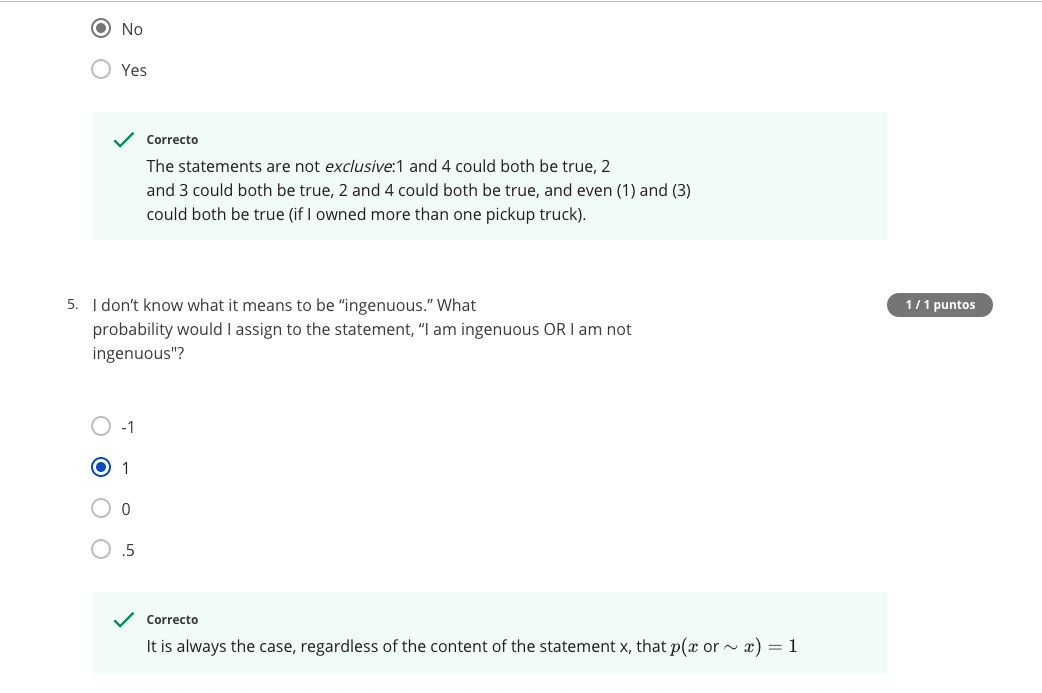 No
Yes
Correcto
The statements are not exclusive:1 and 4 could both be true, 2
and 3 could both be true, 2 and 4 could both be true, and even (1) and (3)
could both be true (if I owned more than one pickup truck).
5. I don’t know what it means to be “ingenuous.” What 1 / 1 puntos
probability would I assign to the statement, “I am ingenuous OR I am not
ingenuous"?
-1
1
0
.5
Correcto
It is always the case, regardless of the content of the statement x, that p(x or ∼ x) = 1